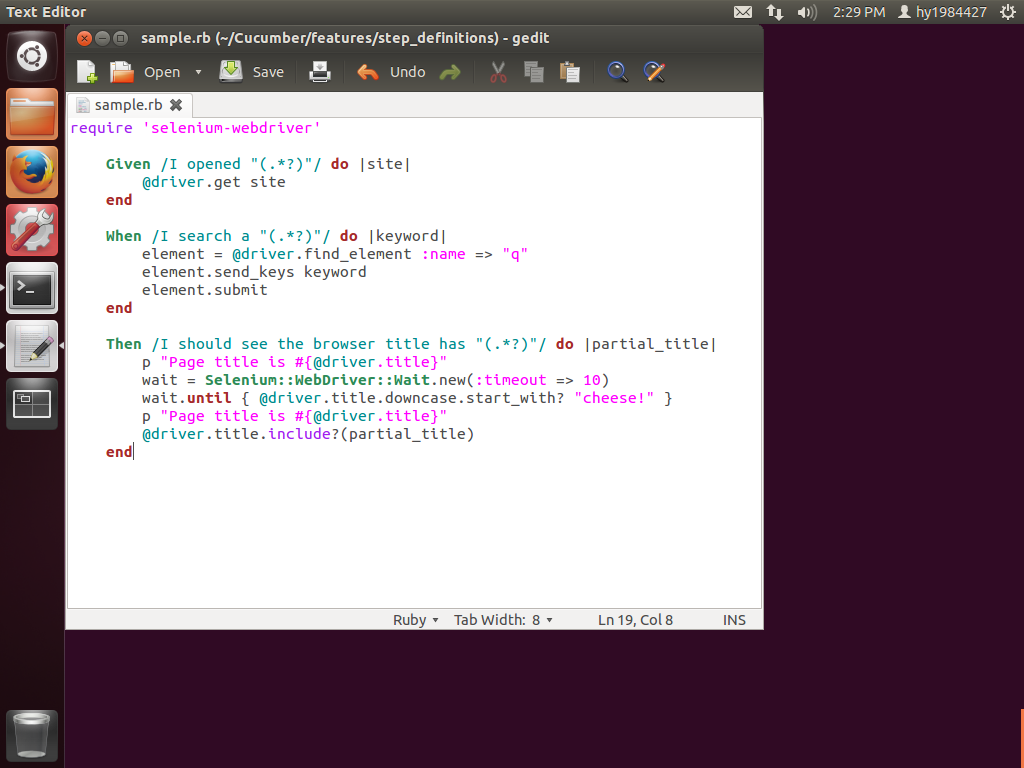 Text Editor 2:29 PM hy1984427
sample.rb (~/Cucumber/features/step_definitions) - gedit
Open Save Undo
sample.rb
require 'selenium-webdriver'
Given /I opened "(.*?)"/ do |site|
@driver.get site
end
When /I search a "(.*?)"/ do |keyword|
element = @driver.find_element :name => "q"
element.send_keys keyword
element.submit
end
Then /I should see the browser title has "(.*?)"/ do |partial_title|
p "Page title is #{@driver.title}"
wait = Selenium::WebDriver::Wait.new(:timeout => 10)
wait.until { @driver.title.downcase.start_with? "cheese!" }
p "Page title is #{@driver.title}"
@driver.title.include?(partial_title)
end
Ruby Tab Width: 8 Ln 19, Col 8 INS